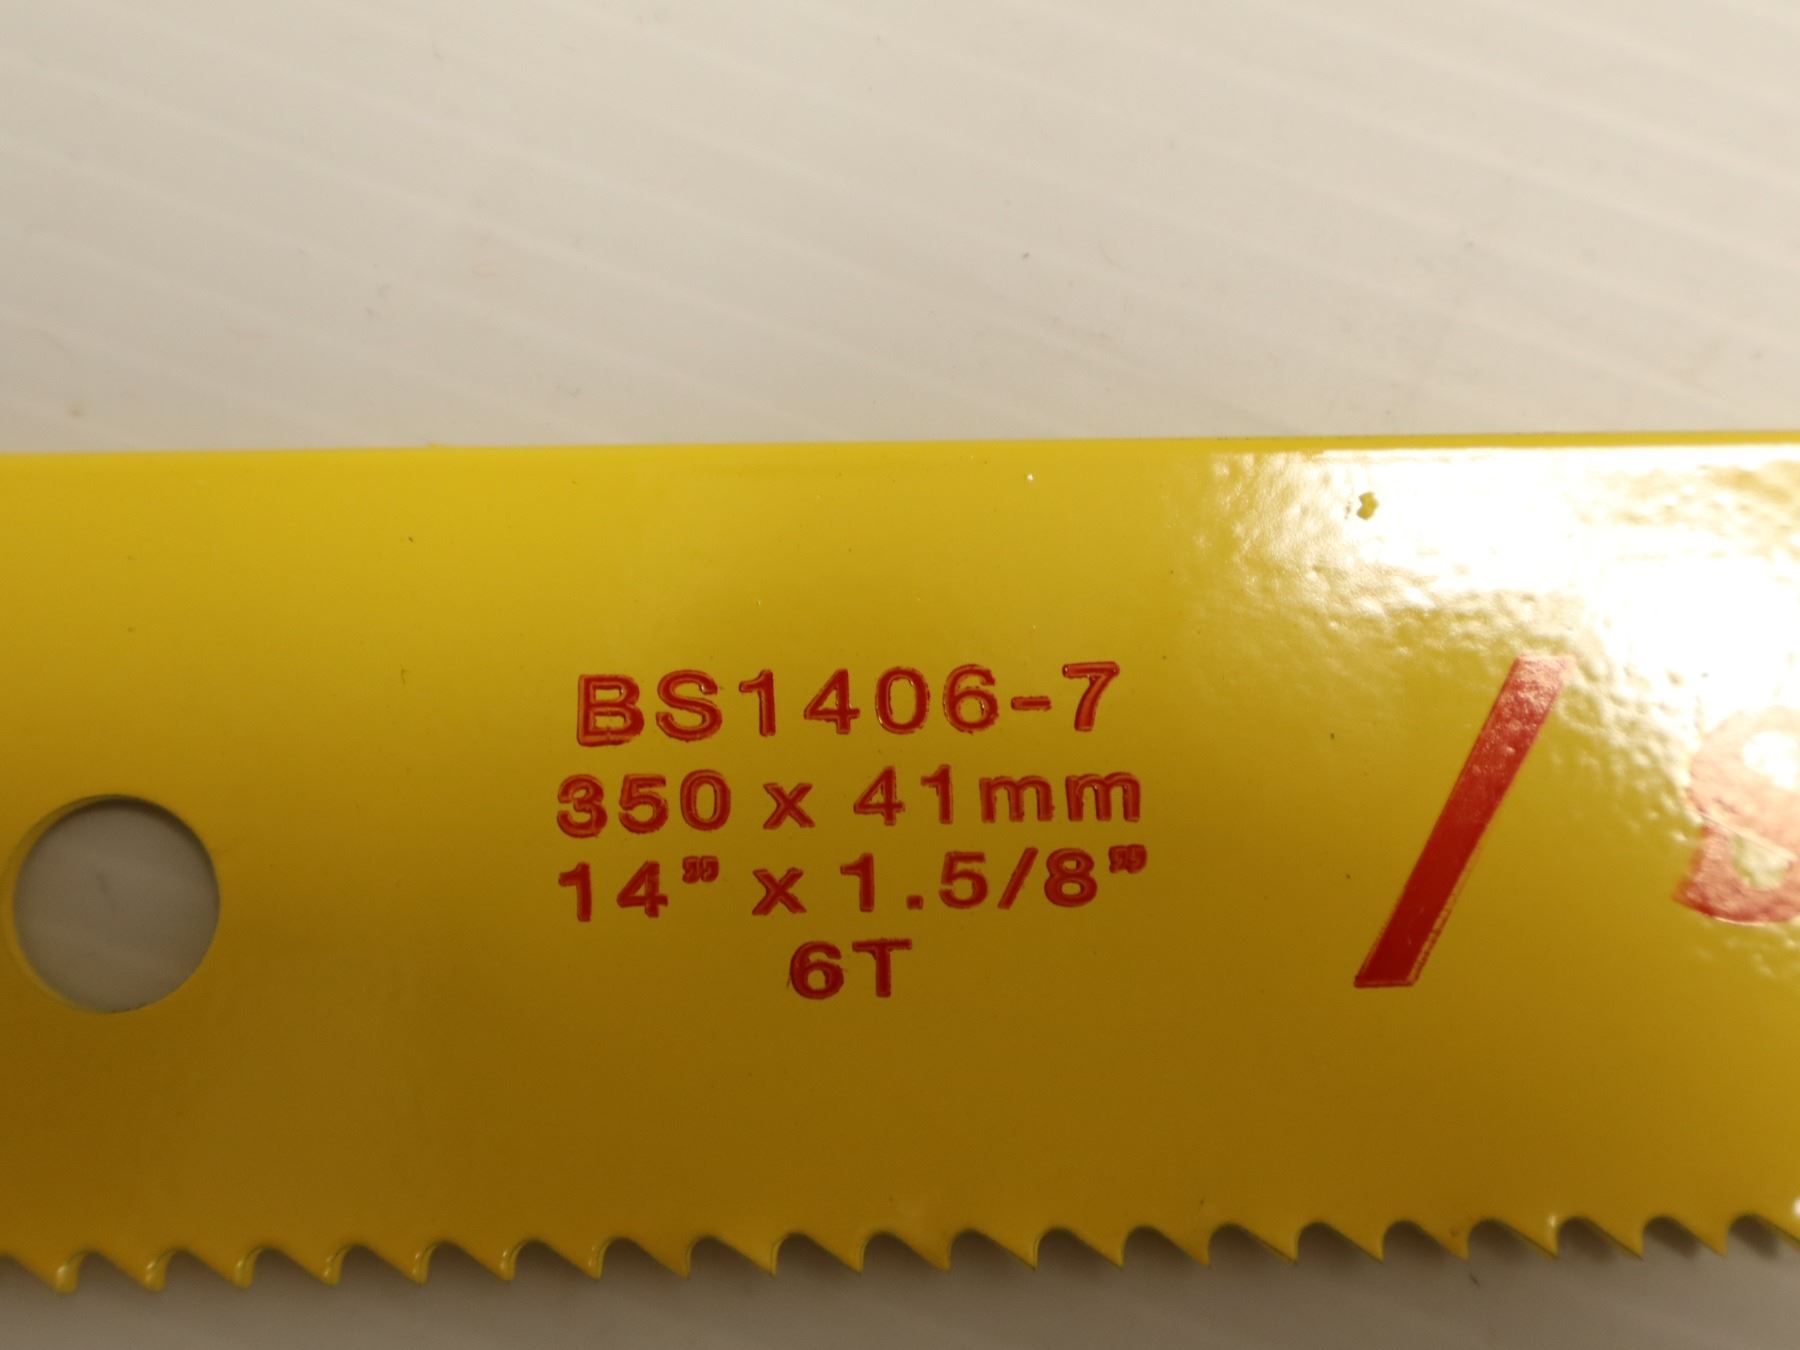 BS1406-7
350 x 41mm
14” x 1.5/8”
6T